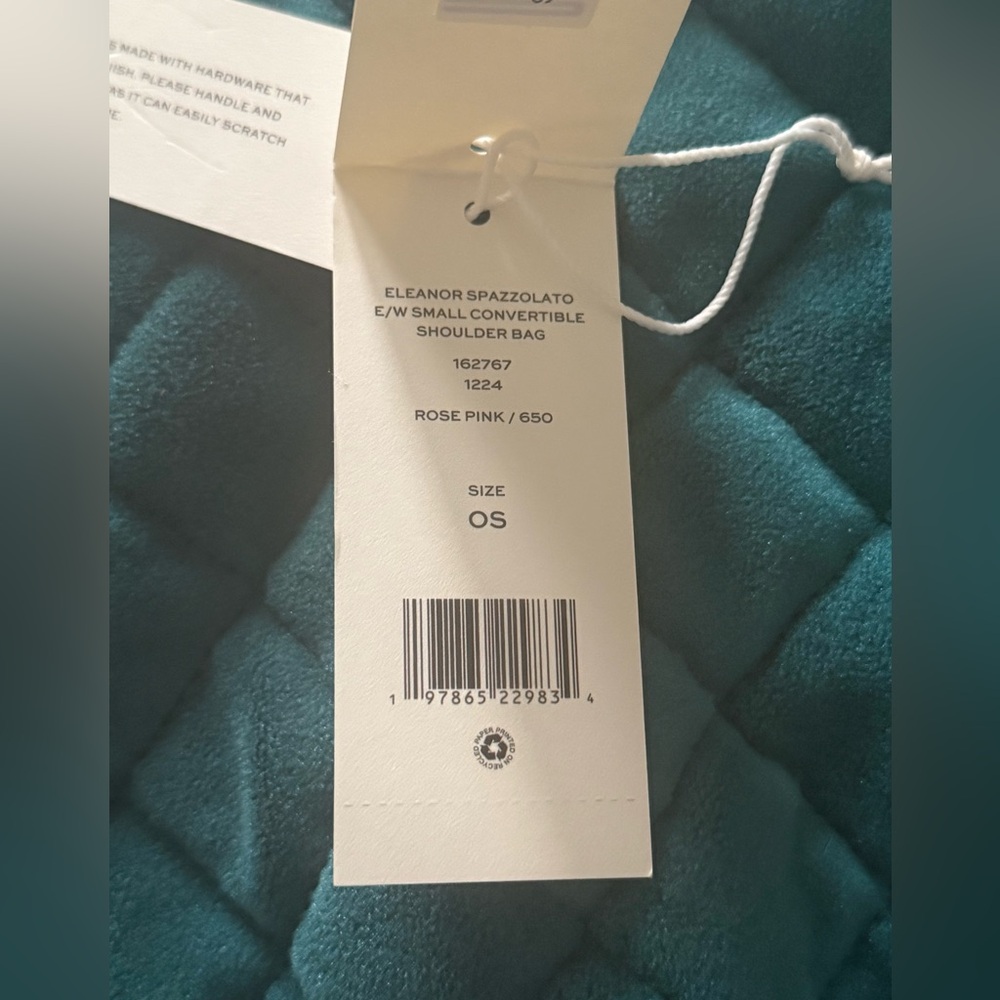 S MADE WITH HARDWARE THAT
ISH. PLEASE HANDLE AND
AS IT CAN EASILY SCRATCH
E.
ELEANOR SPAZZOLATO
E/W SMALL CONVERTIBLE
SHOULDER BAG
162767
1224
ROSE PINK / 650
SIZE
OS
1 97865 22983 4
PRINTED ON RECYCLED PAPER